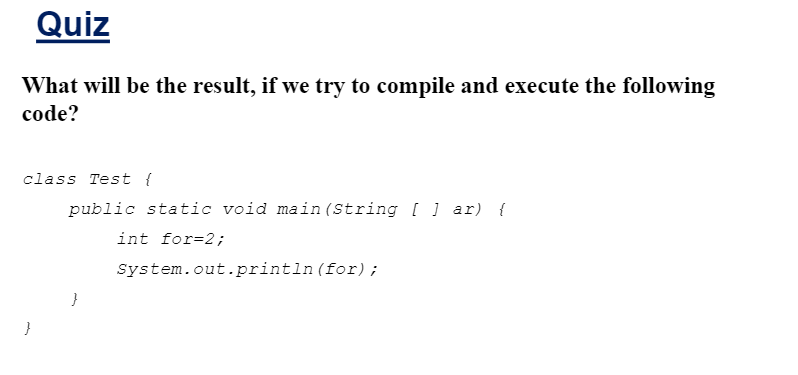 Quiz
What will be the result, if we try to compile and execute the following
code?
class Test {
public static void main(String [ ] ar) {
int for=2;
System.out.println(for);
}
}